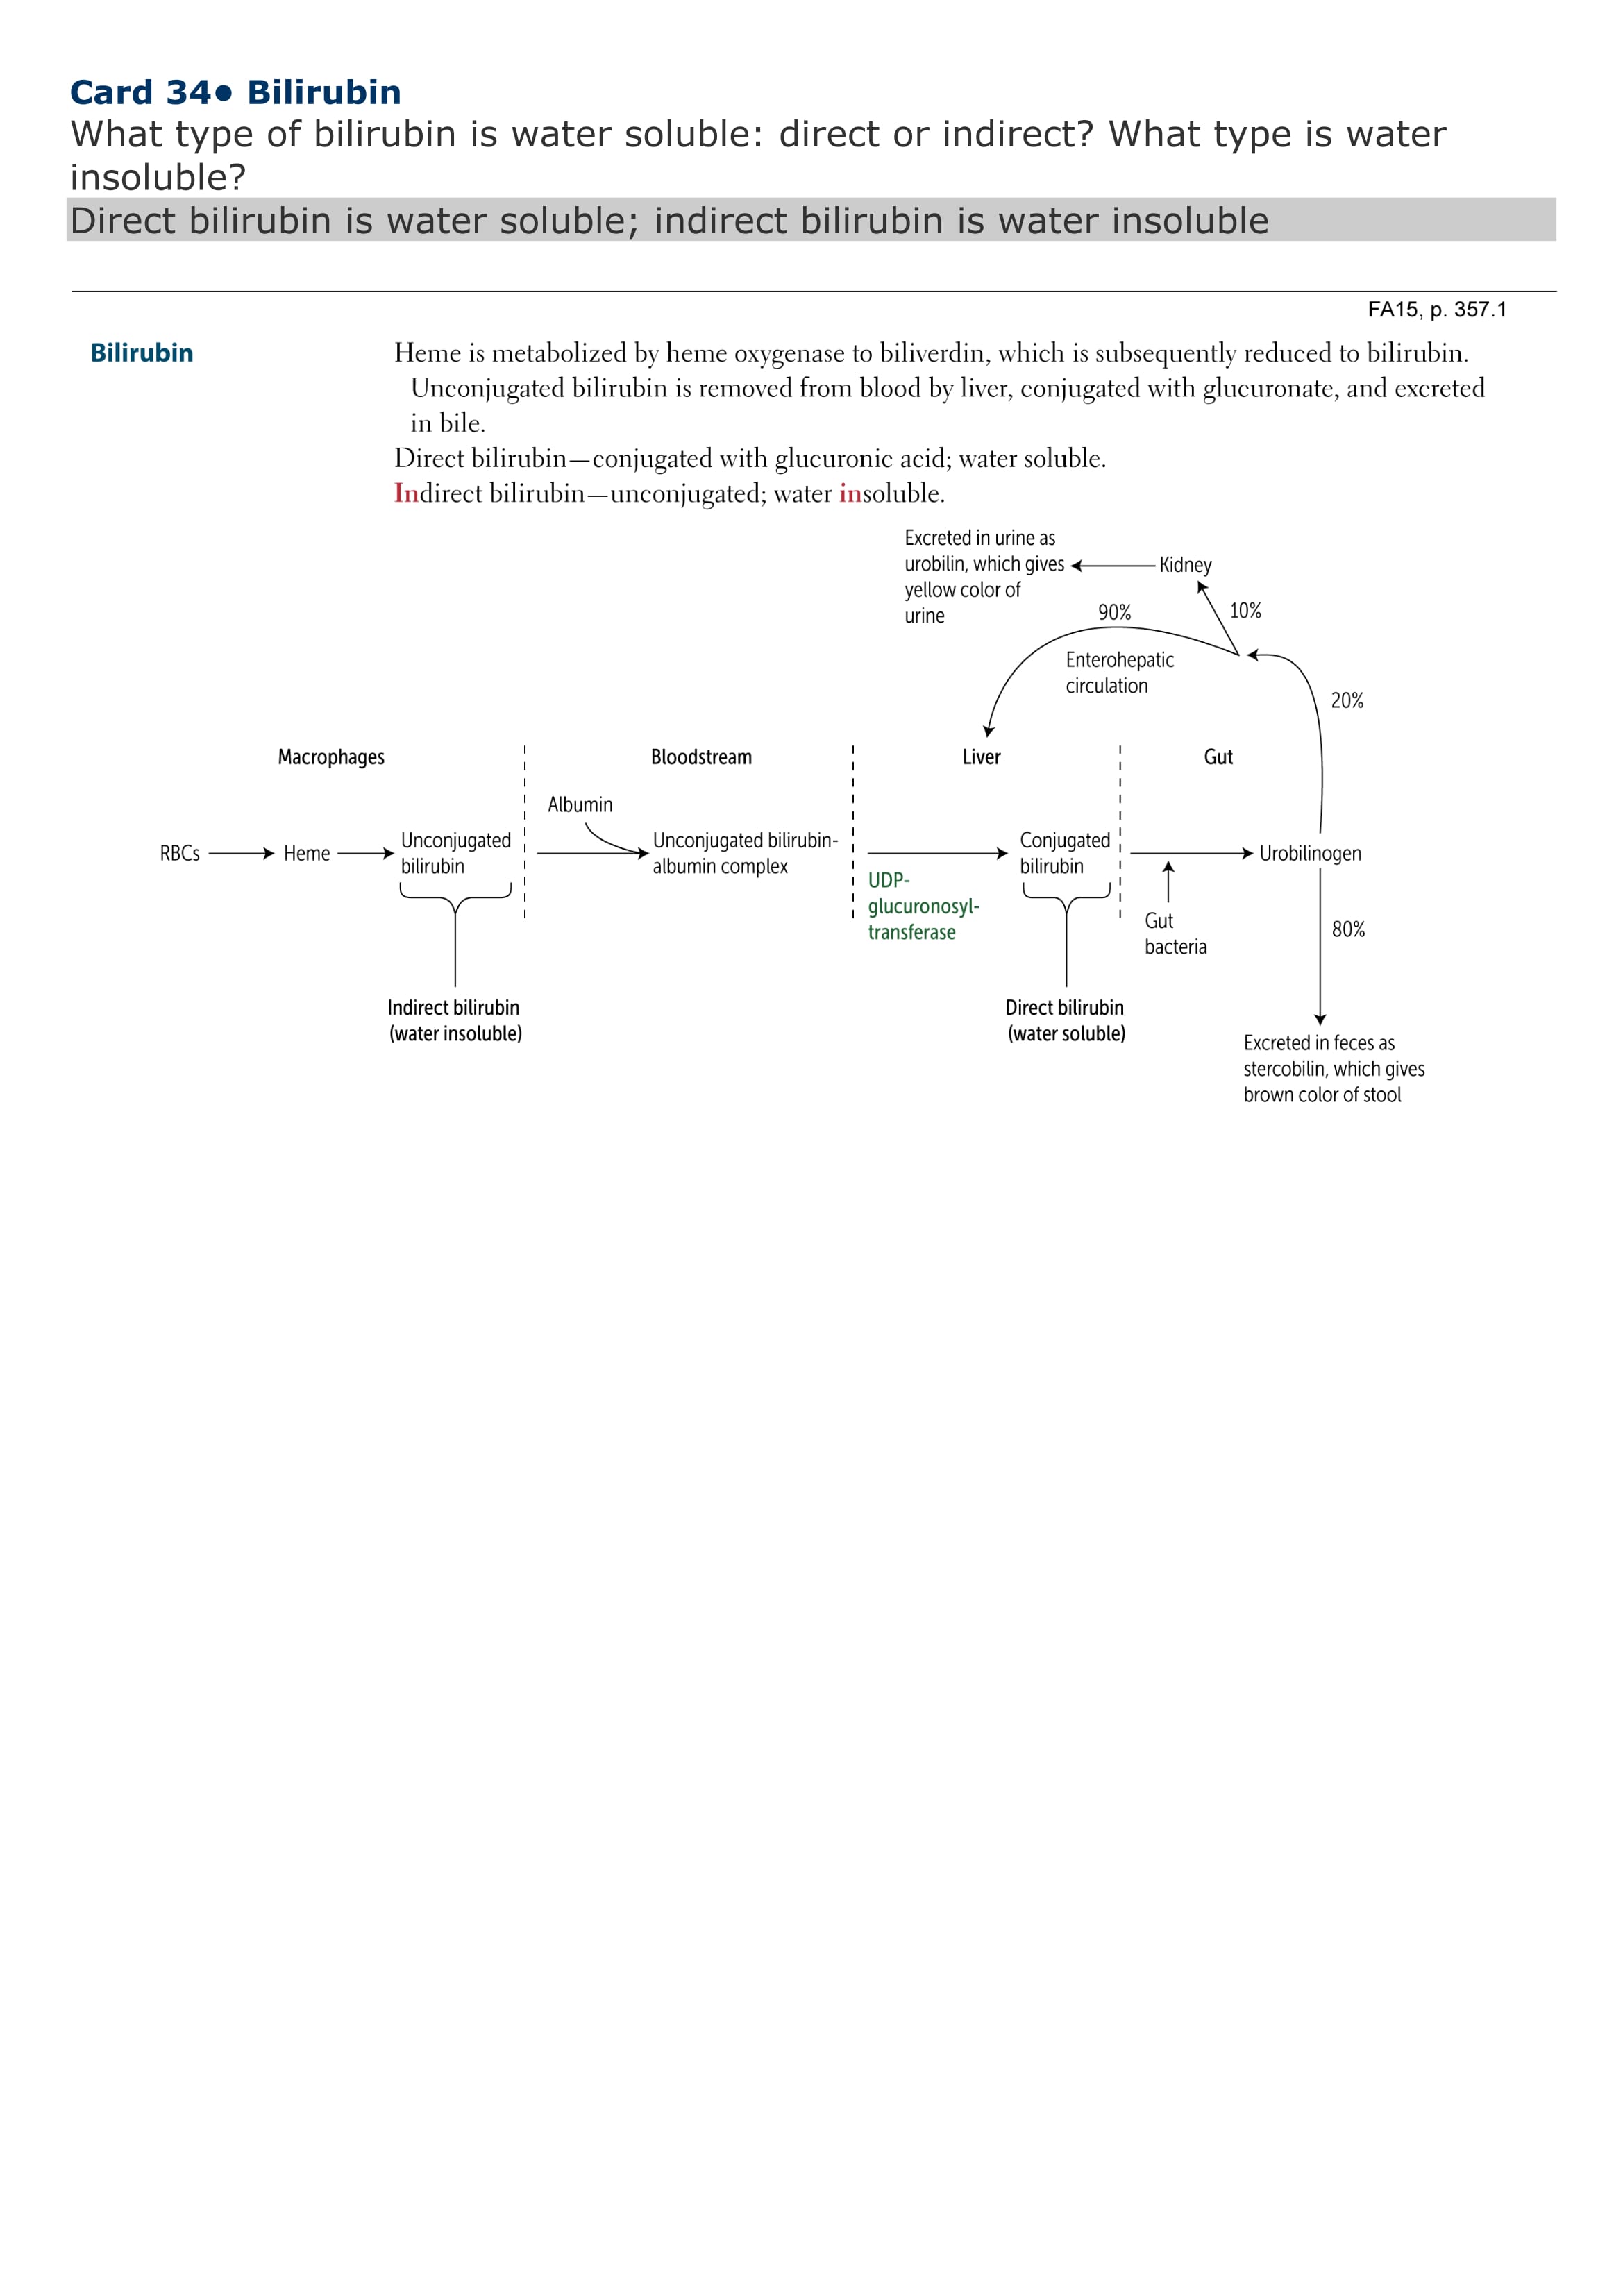 Card 34● Bilirubin
What type of bilirubin is water soluble: direct or indirect? What type is water
insoluble?
Direct bilirubin is water soluble; indirect bilirubin is water insoluble
FA15, p. 357.1
Bilirubin
Heme is metabolized by heme oxygenase to biliverdin, which is subsequently reduced to bilirubin.
Unconjugated bilirubin is removed from blood by liver, conjugated with glucuronate, and excreted
in bile.
Direct bilirubin—conjugated with glucuronic acid; water soluble.
Indirect bilirubin—unconjugated; water insoluble.
Excreted in urine as
urobilin, which gives
yellow color of
urine
Kidney
90%
10%
Enterohepatic
circulation
20%
Macrophages
Bloodstream
Liver
Gut
Albumin
RBCs
Heme
Unconjugated
bilirubin
Unconjugated bilirubin-
albumin complex
UDP-
glucuronosyl-
transferase
Conjugated
bilirubin
Gut
bacteria
Urobilinogen
80%
Indirect bilirubin
(water insoluble)
Direct bilirubin
(water soluble)
Excreted in feces as
stercobilin, which gives
brown color of stool